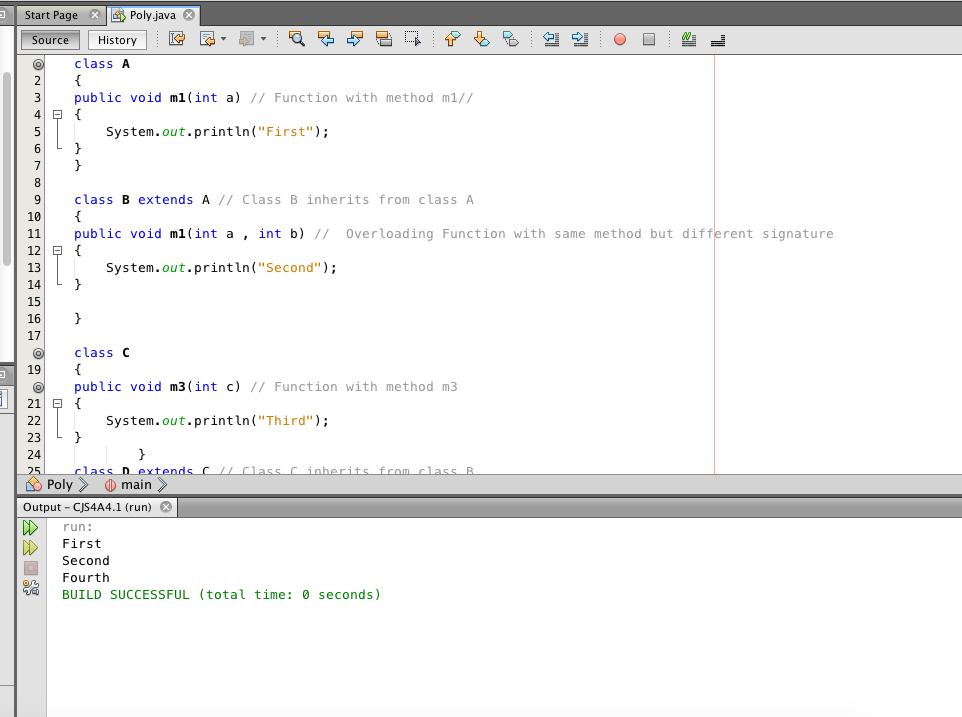 Start Page
Poly.java
Source History
class A
2 {
3 public void m1(int a) // Function with method m1//
4 {
5 System.out.println("First");
6 }
7 }
8
9 class B extends A // Class B inherits from class A
10 {
11 public void m1(int a , int b) //  Overloading Function with same method but different signature
12 {
13 System.out.println("Second");
14 }
15
16 }
17
class C
19 {
public void m3(int c) // Function with method m3
21 {
22 System.out.println("Third");
23 }
24 }
25 class D extends C // Class C inherits from class B
Poly main
Output – CJS4A4.1 (run)
run:
First
Second
Fourth
BUILD SUCCESSFUL (total time: 0 seconds)